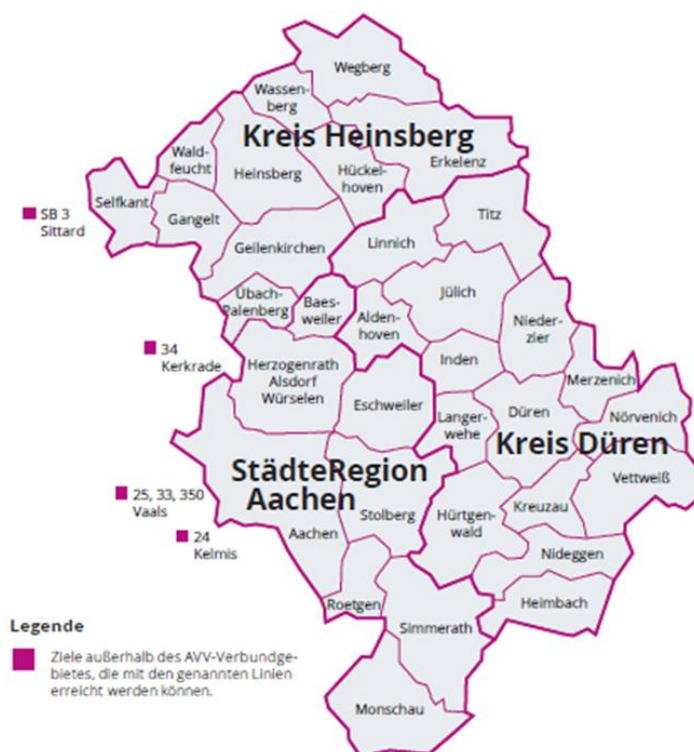 Wegberg
Wassen-
berg
Kreis Heinsberg
Erkelenz
Wald-
feucht
Heinsberg
Hückel-
hoven
Selfkant
SB 3
Sittard
Gangelt
Titz
Linnich
Geilenkirchen
Jülich
Übach-
Palenberg
Baes-
weiler
Alden-
hoven
Nieder-
zier
34
Kerkrade
Herzogenrath
Alsdorf
Würselen
Inden
Merzenich
Eschweiler
Langer-
wehe
Düren
Nörvenich
Kreis Düren
StädteRegion
Aachen
Vettweiß
25, 33, 350
Vaals
Stolberg
Hürtgen-
wald
Kreuzau
24
Kelmis
Aachen
Nideggen
Roetgen
Heimbach
Simmerath
Monschau
Legende
Ziele außerhalb des AVV-Verbundge-
bietes, die mit den genannten Linien
erreicht werden können.